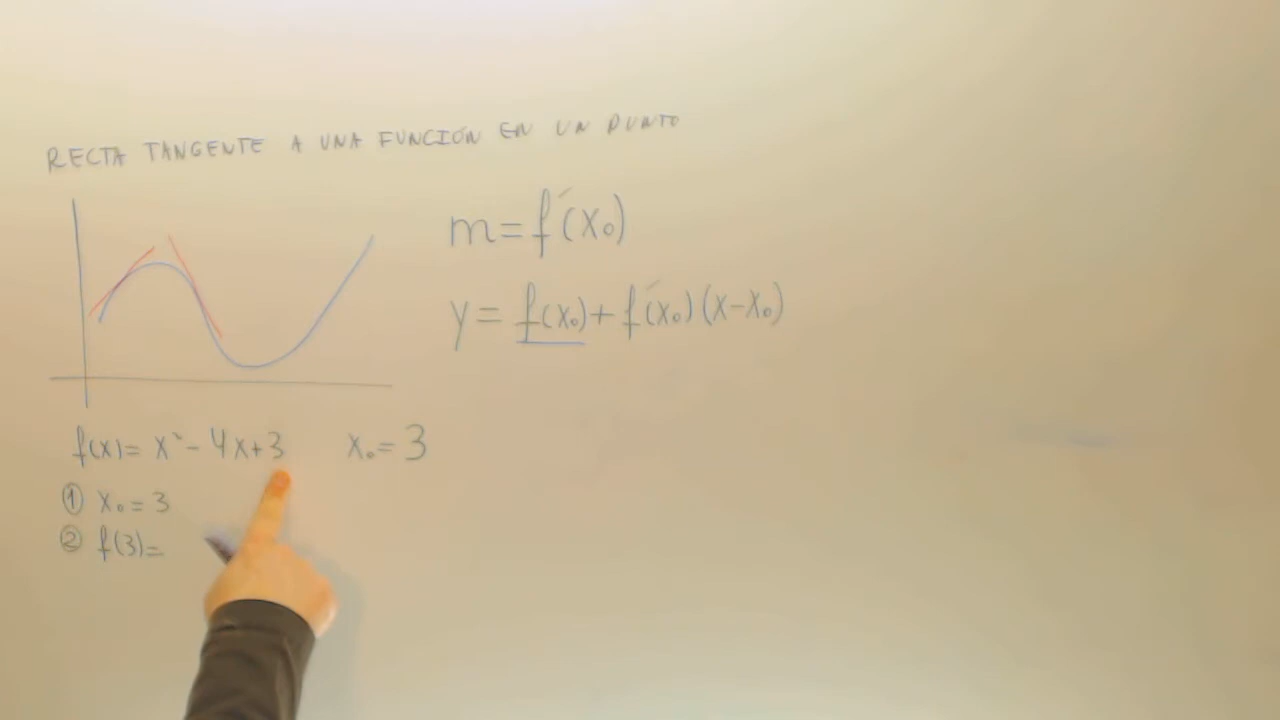 RECTA TANGENTE A UNA FUNCIÓN EN UN PUNTO
m = f´(x₀)
y = f(x₀) + f´(x₀)(x-x₀)
f(x) = x² - 4x+3 x₀ = 3
① x₀ = 3
② f(3) =